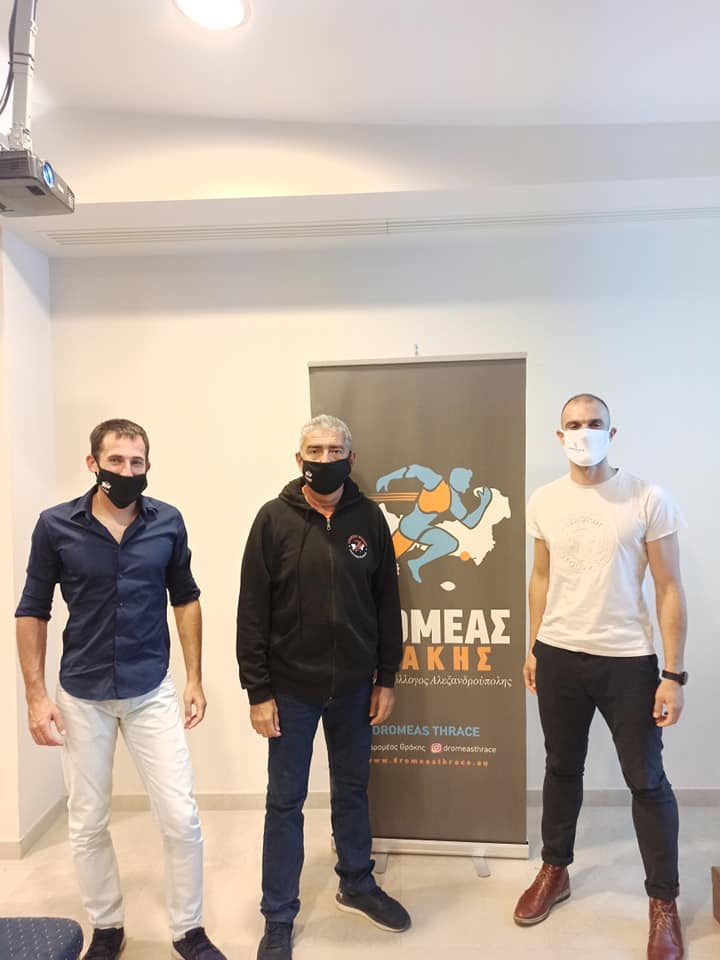 ΟΜΕΑΣ
ΑΚΗΣ
λλογος Αλεξανδρούπολης
DROMEAS THRACE
ρομέας Θράκης dromeasthrace
www.dromeasthrace.eu